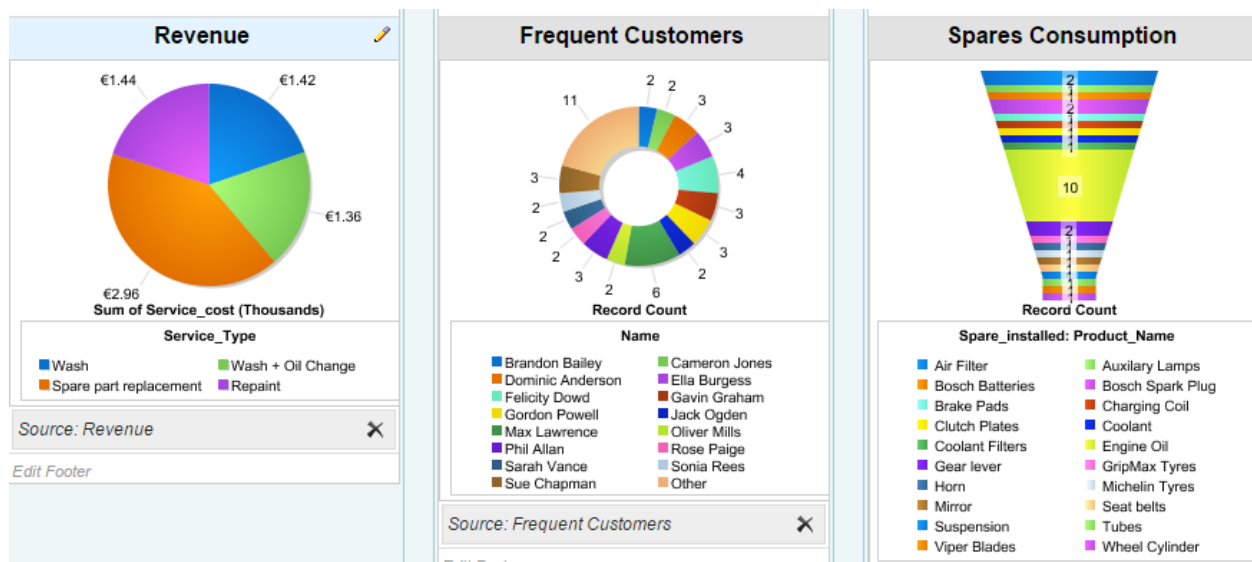 Revenue
€1.44
€1.42
€1.36
€2.96
Sum of Service_cost (Thousands)
Service_Type
Wash
Wash + Oil Change
Spare part replacement
Repaint
Source: Revenue
Edit Footer
Frequent Customers
2
2
3
3
4
3
3
2
6
2
3
2
2
2
3
11
Record Count
Name
Brandon Bailey
Cameron Jones
Dominic Anderson
Ella Burgess
Felicity Dowd
Gavin Graham
Gordon Powell
Jack Ogden
Max Lawrence
Oliver Mills
Phil Allan
Rose Paige
Sarah Vance
Sonia Rees
Sue Chapman
Other
Source: Frequent Customers
Spares Consumption
2
2
10
2
Record Count
Spare_installed: Product_Name
Air Filter
Auxilary Lamps
Bosch Batteries
Bosch Spark Plug
Brake Pads
Charging Coil
Clutch Plates
Coolant
Coolant Filters
Engine Oil
Gear lever
GripMax Tyres
Horn
Michelin Tyres
Mirror
Seat belts
Suspension
Tubes
Viper Blades
Wheel Cylinder